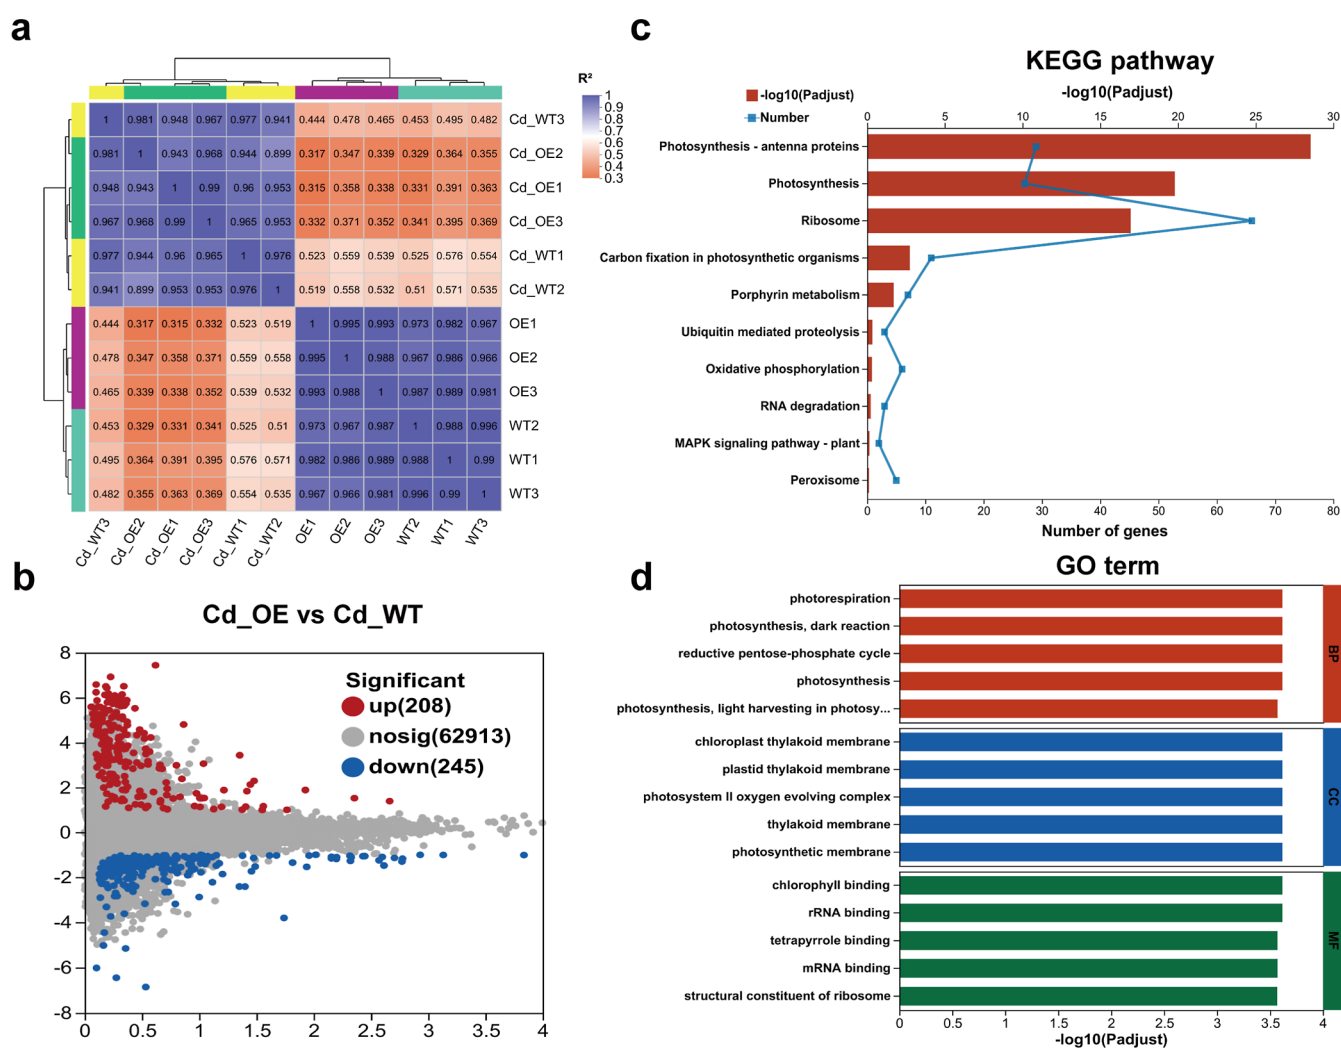 a
R²
1
0.9
0.8
0.7
0.6
0.5
0.4
0.3
1 0.981 0.948 0.967 0.977 0.941 0.444 0.478 0.465 0.453 0.495 0.482 Cd_WT3
0.981 1 0.943 0.968 0.944 0.899 0.317 0.347 0.339 0.329 0.364 0.355 Cd_OE2
0.948 0.943 1 0.99 0.96 0.953 0.315 0.358 0.338 0.331 0.391 0.363 Cd_OE1
0.967 0.968 0.99 1 0.965 0.953 0.332 0.371 0.352 0.341 0.395 0.369 Cd_OE3
0.977 0.944 0.96 0.965 1 0.976 0.523 0.559 0.539 0.525 0.576 0.554 Cd_WT1
0.941 0.899 0.953 0.953 0.976 1 0.519 0.558 0.532 0.51 0.571 0.535 Cd_WT2
0.444 0.317 0.315 0.332 0.523 0.519 1 0.995 0.993 0.973 0.982 0.967 OE1
0.478 0.347 0.358 0.371 0.559 0.558 0.995 1 0.988 0.967 0.986 0.966 OE2
0.465 0.339 0.338 0.352 0.539 0.532 0.993 0.988 1 0.987 0.989 0.981 OE3
0.453 0.329 0.331 0.341 0.525 0.51 0.973 0.967 0.987 1 0.988 0.996 WT2
0.495 0.364 0.391 0.395 0.576 0.571 0.982 0.986 0.989 0.988 1 0.99 WT1
0.482 0.355 0.363 0.369 0.554 0.535 0.967 0.966 0.981 0.996 0.99 1 WT3
Cd_WT3 Cd_OE2 Cd_OE1 Cd_OE3 Cd_WT1 Cd_WT2 OE1 OE2 OE3 WT2 WT1 WT3
b
Cd_OE vs Cd_WT
Significant
up(208)
nosig(62913)
down(245)
8
6
4
2
0
-2
-4
-6
-8
0 0.5 1 1.5 2 2.5 3 3.5 4
c
KEGG pathway
-log10(Padjust)
-log10(Padjust)
Number
0 5 10 15 20 25 30
Photosynthesis - antenna proteins
Photosynthesis
Ribosome
Carbon fixation in photosynthetic organisms
Porphyrin metabolism
Ubiquitin mediated proteolysis
Oxidative phosphorylation
RNA degradation
MAPK signaling pathway - plant
Peroxisome
0 10 20 30 40 50 60 70 80
Number of genes
d
GO term
photorespiration
photosynthesis, dark reaction
reductive pentose-phosphate cycle
photosynthesis
photosynthesis, light harvesting in photosy...
BP
chloroplast thylakoid membrane
plastid thylakoid membrane
photosystem II oxygen evolving complex
thylakoid membrane
photosynthetic membrane
CC
chlorophyll binding
rRNA binding
tetrapyrrole binding
mRNA binding
structural constituent of ribosome
MF
0 0.5 1 1.5 2 2.5 3 3.5 4
-log10(Padjust)